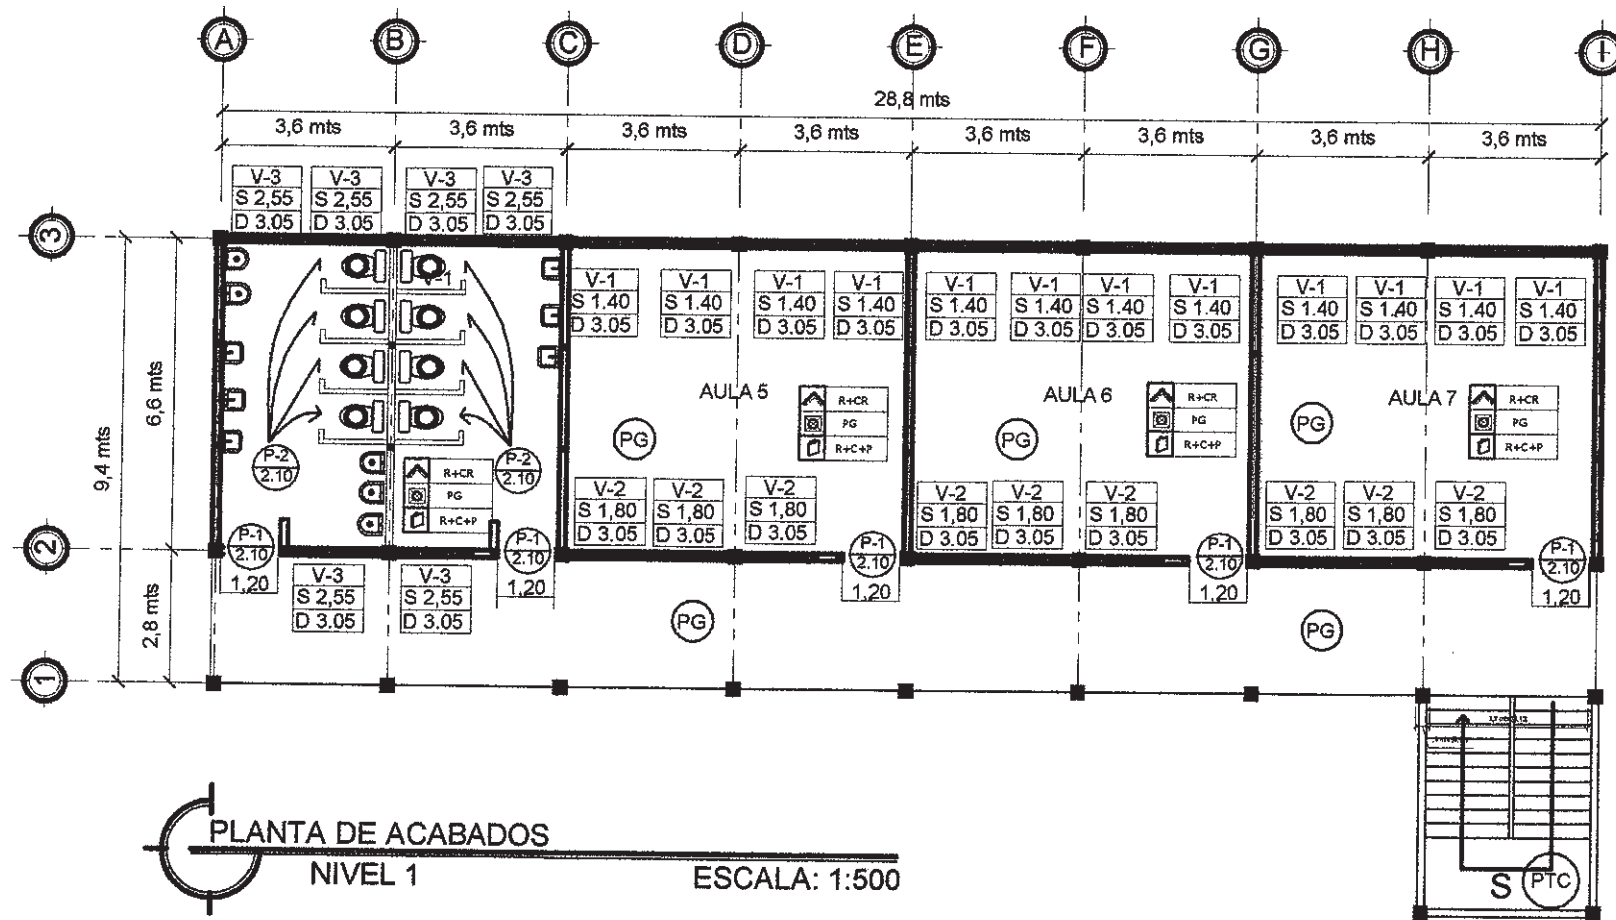 A B C D E F G H I
28,8 mts
3,6 mts 3,6 mts 3,6 mts 3,6 mts 3,6 mts 3,6 mts 3,6 mts 3,6 mts
V-3 V-3 V-3 V-3
S 2,55 S 2,55 S 2,55 S 2,55
D 3.05 D 3.05 D 3.05 D 3.05
3
V-1
V-1 V-1 V-1 V-1 V-1 V-1 V-1 V-1 V-1 V-1 V-1 V-1
S 1.40 S 1.40 S 1.40 S 1.40 S 1.40 S 1.40 S 1.40 S 1.40 S 1.40 S 1.40 S 1.40 S 1.40
D 3.05 D 3.05 D 3.05 D 3.05 D 3.05 D 3.05 D 3.05 D 3.05 D 3.05 D 3.05 D 3.05 D 3.05
9,4 mts
6,6 mts
AULA 5
R+CR
PG
R+C+P
PG
AULA 6
R+CR
PG
R+C+P
PG
AULA 7
R+CR
PG
R+C+P
PG
P-2
2.10
R+CR
PG
R+C+P
P-2
2.10
V-2 V-2 V-2 V-2 V-2 V-2 V-2 V-2 V-2
S 1,80 S 1,80 S 1,80 S 1,80 S 1,80 S 1,80 S 1,80 S 1,80 S 1,80
D 3.05 D 3.05 D 3.05 D 3.05 D 3.05 D 3.05 D 3.05 D 3.05 D 3.05
2
P-1 P-1 P-1 P-1 P-1
2.10 2.10 2.10 2.10 2.10
1,20 1,20 1,20 1,20 1,20
V-3 V-3
S 2,55 S 2,55
D 3.05 D 3.05
2,8 mts
PG PG
1
PLANTA DE ACABADOS
NIVEL 1 ESCALA: 1:500
S PTC